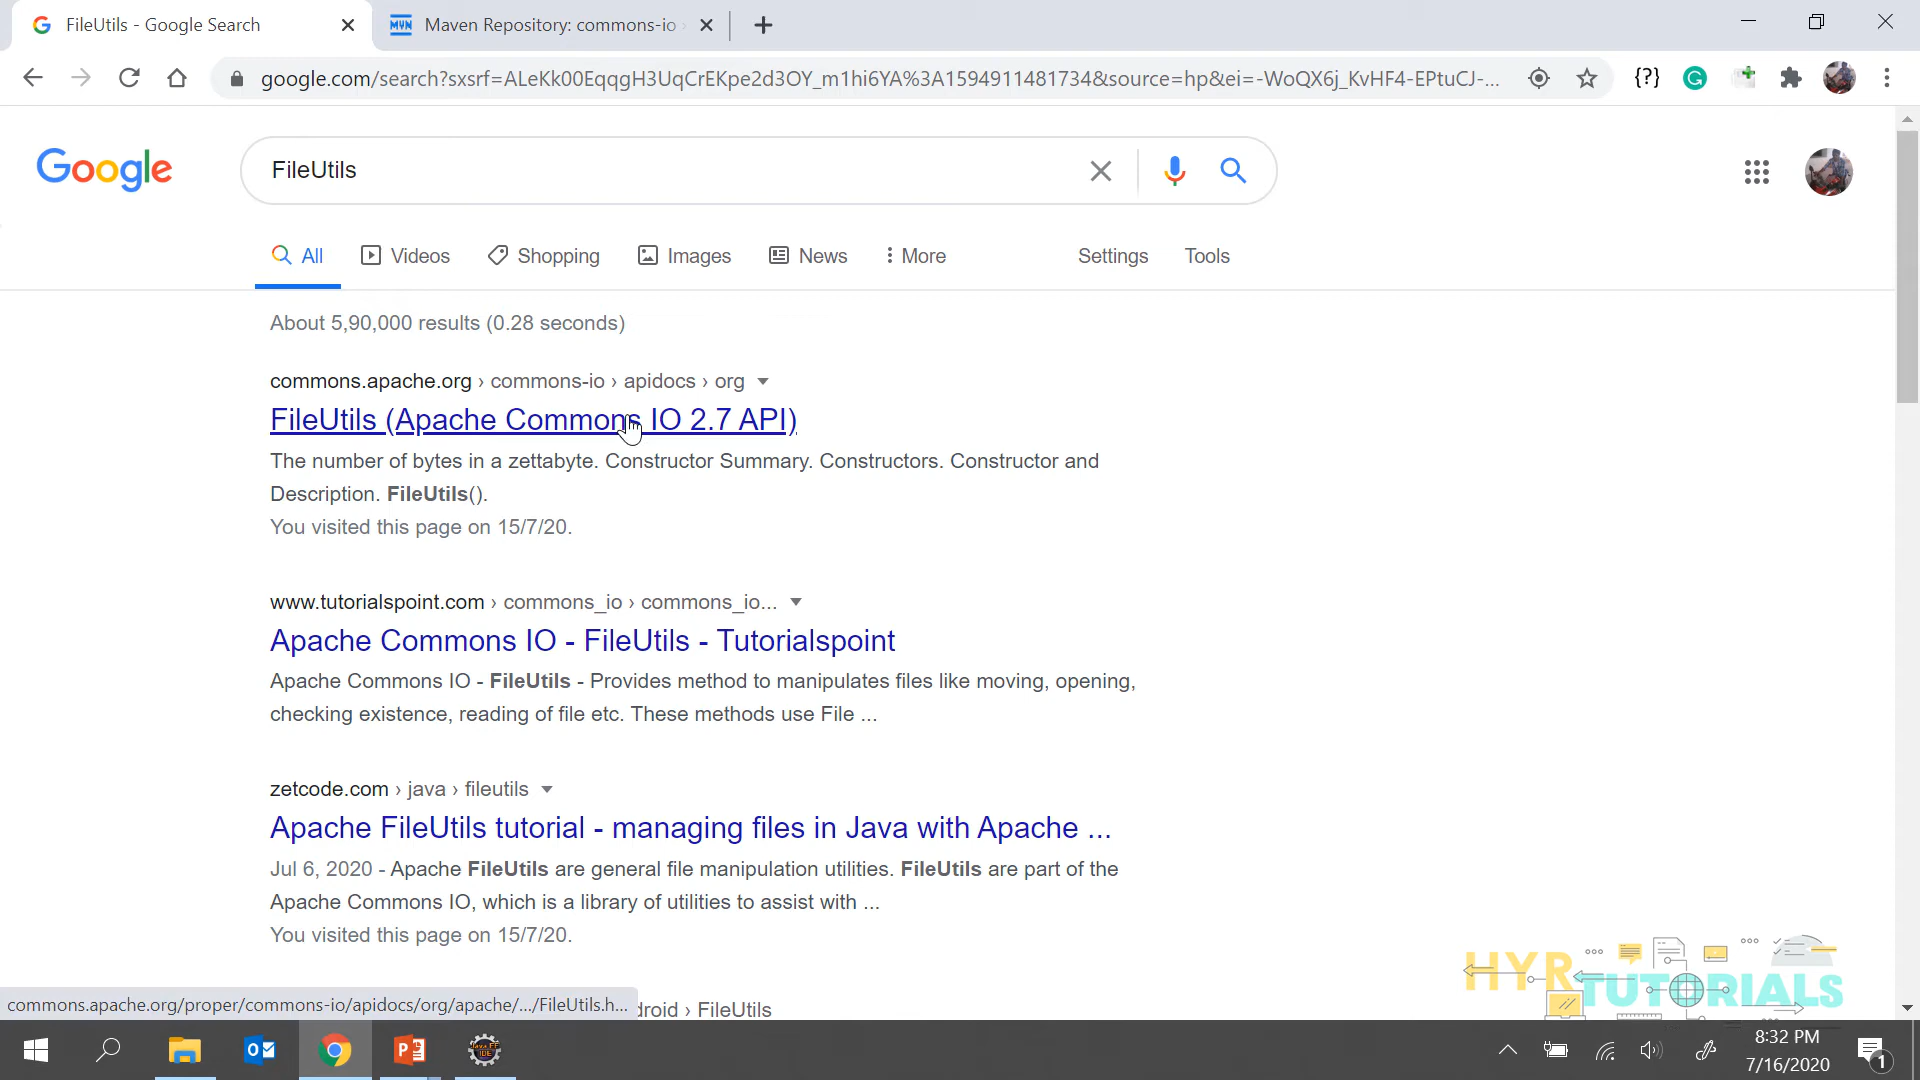 FileUtils - Google Search
Maven Repository: commons-io
google.com/search?sxsrf=ALeKk00EqqgH3UqCrEKpe2d3OY_m1hi6YA%3A1594911481734&source=hp&ei=-WoQX6j_KvHF4-EPtuCJ-...
Google
FileUtils
All Videos Shopping Images News More Settings Tools
About 5,90,000 results (0.28 seconds)
commons.apache.org › commons-io › apidocs › org
FileUtils (Apache Commons IO 2.7 API)
The number of bytes in a zettabyte. Constructor Summary. Constructors. Constructor and
Description. FileUtils().
You visited this page on 15/7/20.
www.tutorialspoint.com › commons_io › commons_io...
Apache Commons IO - FileUtils - Tutorialspoint
Apache Commons IO - FileUtils - Provides method to manipulates files like moving, opening,
checking existence, reading of file etc. These methods use File ...
zetcode.com › java › fileutils
Apache FileUtils tutorial - managing files in Java with Apache ...
Jul 6, 2020 - Apache FileUtils are general file manipulation utilities. FileUtils are part of the
Apache Commons IO, which is a library of utilities to assist with ...
You visited this page on 15/7/20.
HYR TUTORIALS
commons.apache.org/proper/commons-io/apidocs/org/apache/.../FileUtils.h...
droid › FileUtils
8:32 PM
7/16/2020
1